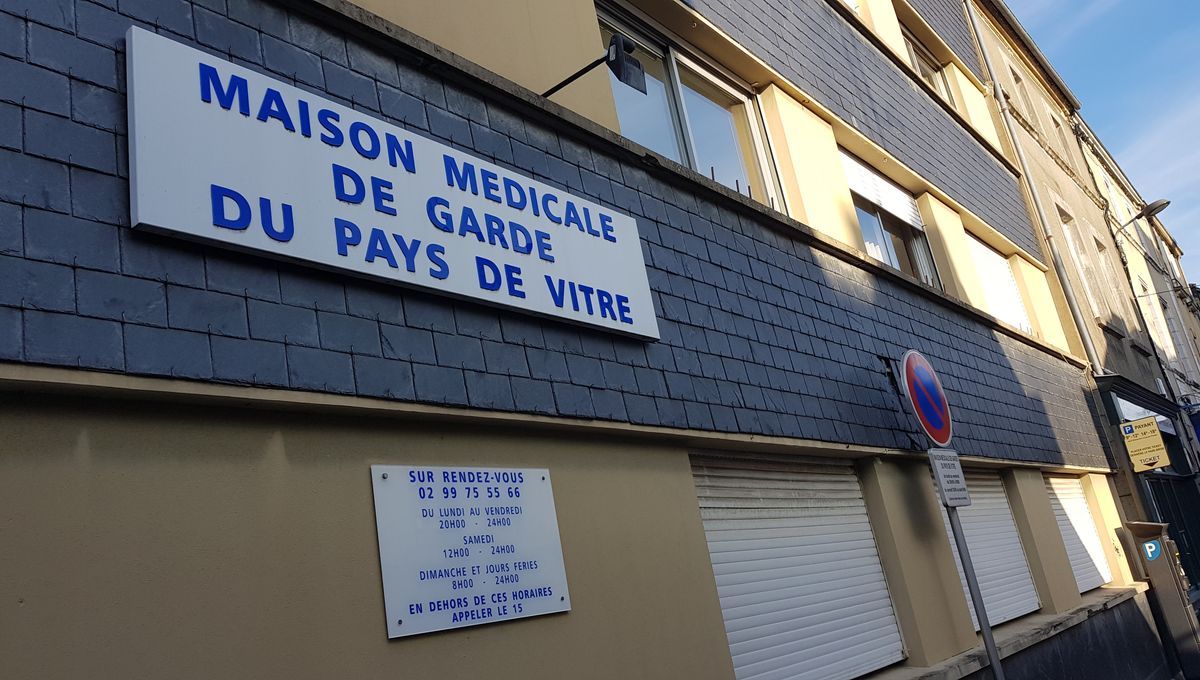 MAISON MEDICALE
DE GARDE
DU PAYS DE VITRE
SUR RENDEZ-VOUS
02 99 75 55 66
DU LUNDI AU VENDREDI
20H00 - 24H00
SAMEDI
12H00 - 24H00
DIMANCHE ET JOURS FERIES
8H00 - 24H00
EN DEHORS DE CES HORAIRES
APPELER LE 15
P PAYANT
TICKET
P